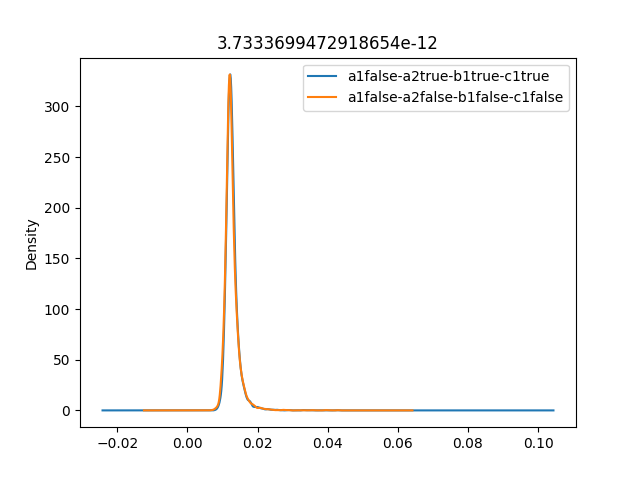 3.7333699472918654e-12
a1false-a2true-b1true-c1true
a1false-a2false-b1false-c1false
Density
300
250
200
150
100
50
0
−0.02 0.00 0.02 0.04 0.06 0.08 0.10